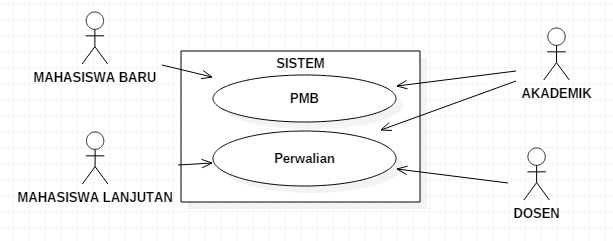 SISTEM
MAHASISWA BARU
PMB
AKADEMIK
Perwalian
MAHASISWA LANJUTAN
DOSEN